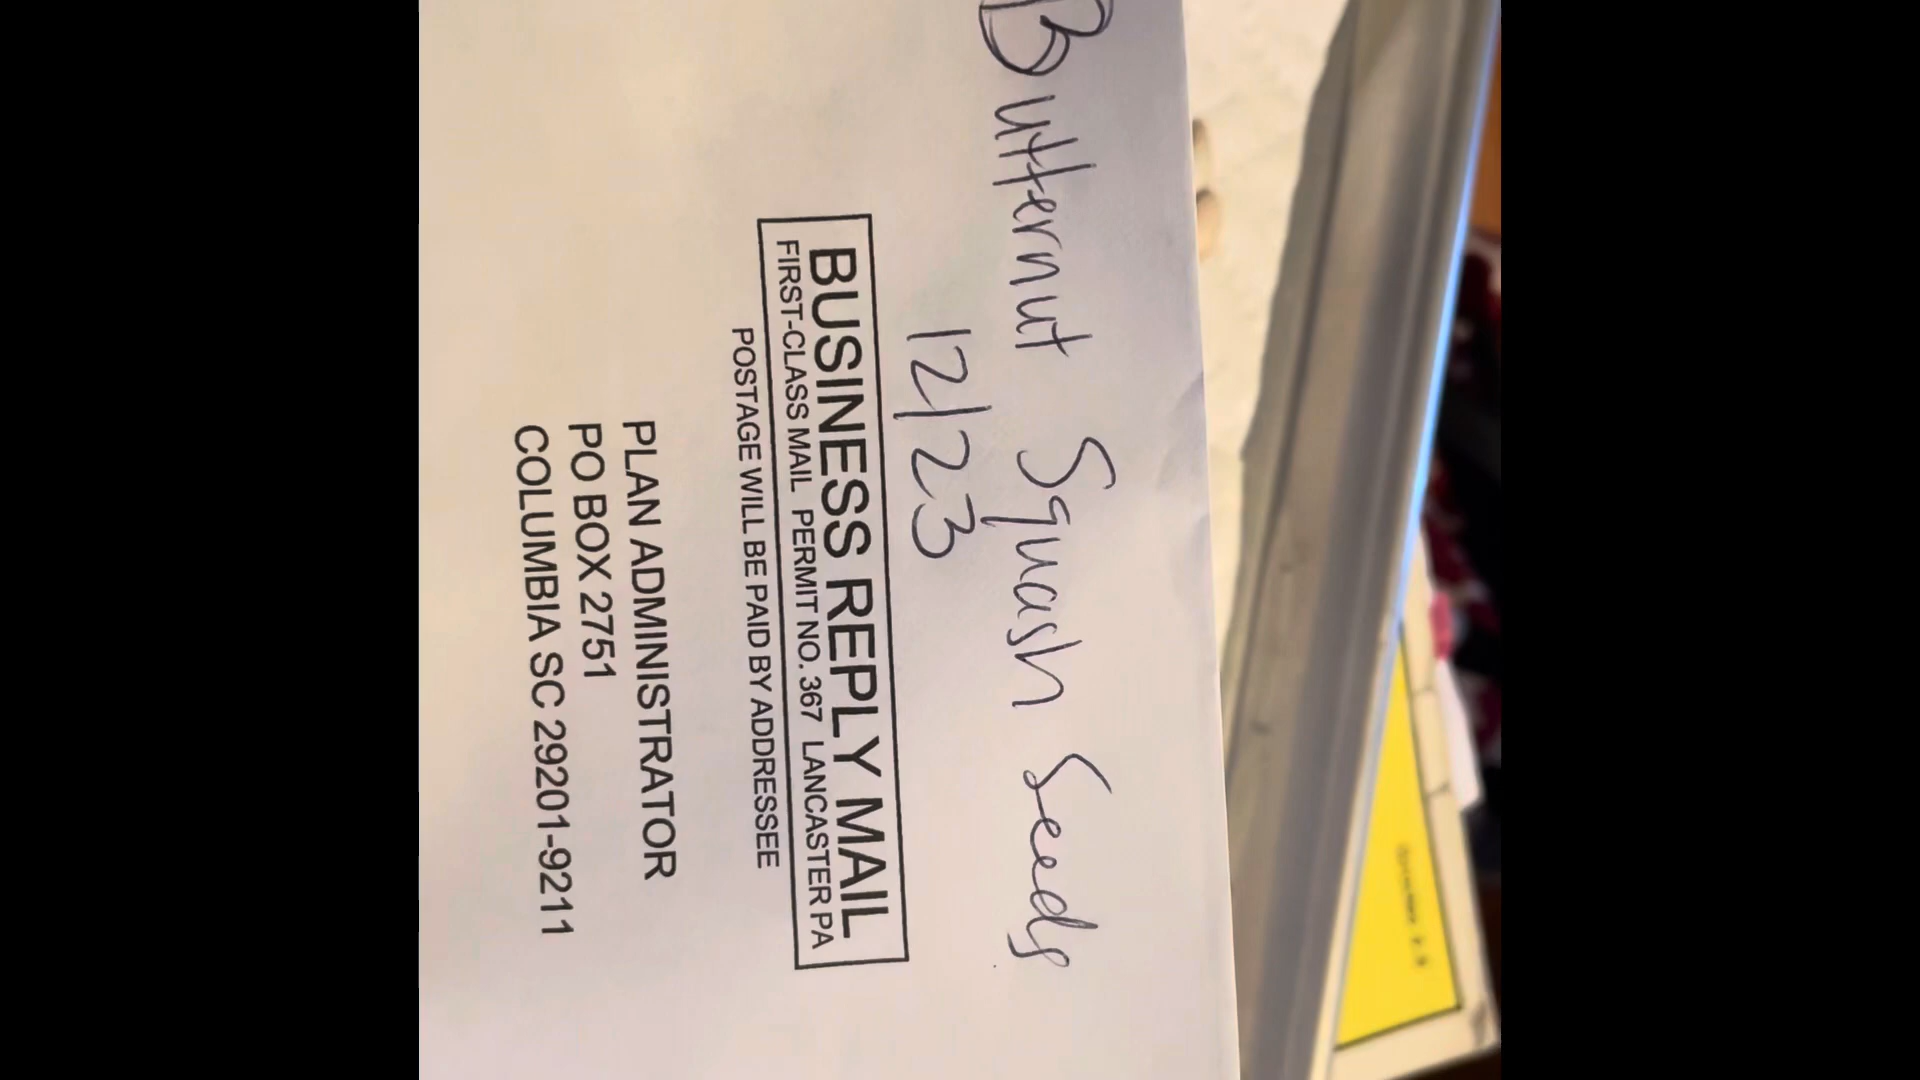 Butternut Squash Seeds
12/23
BUSINESS REPLY MAIL
FIRST-CLASS MAIL PERMIT NO. 367 LANCASTER PA
POSTAGE WILL BE PAID BY ADDRESSEE
PLAN ADMINISTRATOR
PO BOX 2751
COLUMBIA SC 29201-9211